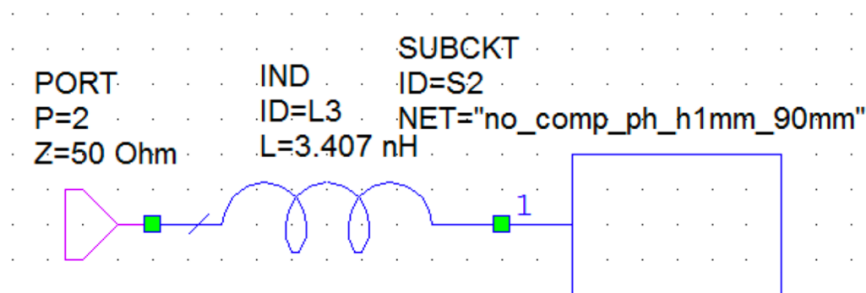 PORT
P=2
Z=50 Ohm
IND
ID=L3
L=3.407 nH
SUBCKT
ID=S2
NET="no_comp_ph_h1mm_90mm"
1